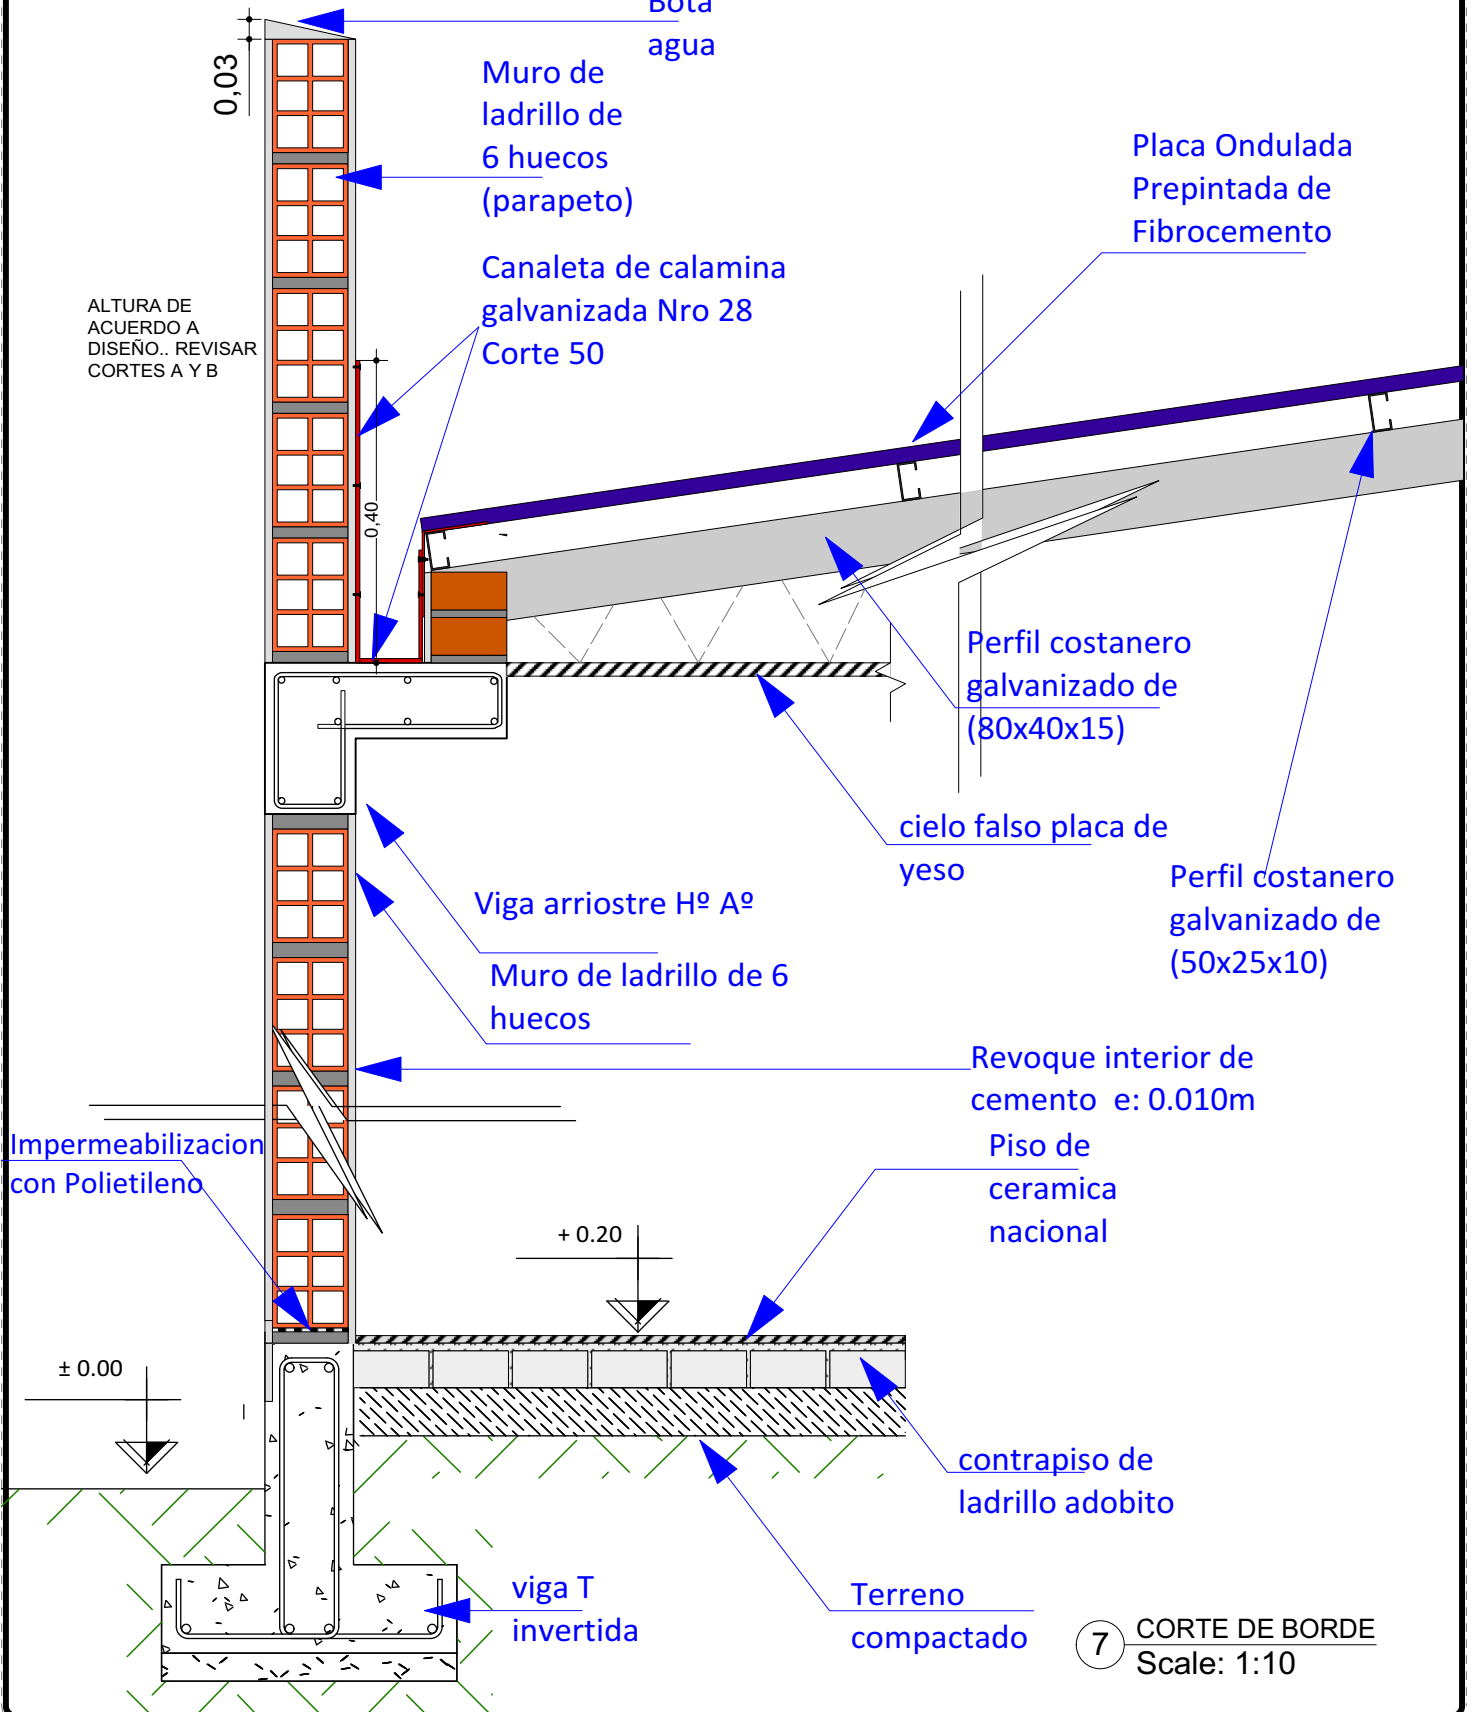 Bota
agua
0,03
Muro de
ladrillo de
6 huecos
(parapeto)
Placa Ondulada
Prepintada de
Fibrocemento
Canaleta de calamina
galvanizada Nro 28
Corte 50
ALTURA DE
ACUERDO A
DISEÑO.. REVISAR
CORTES A Y B
0,40
Perfil costanero
galvanizado de
(80x40x15)
cielo falso placa de
yeso
Perfil costanero
galvanizado de
(50x25x10)
Viga arriostre Hº Aº
Muro de ladrillo de 6
huecos
Revoque interior de
cemento  e: 0.010m
Impermeabilizacion
con Polietileno
Piso de
ceramica
nacional
+ 0.20
± 0.00
contrapiso de
ladrillo adobito
viga T
invertida
Terreno
compactado
7 CORTE DE BORDE
Scale: 1:10